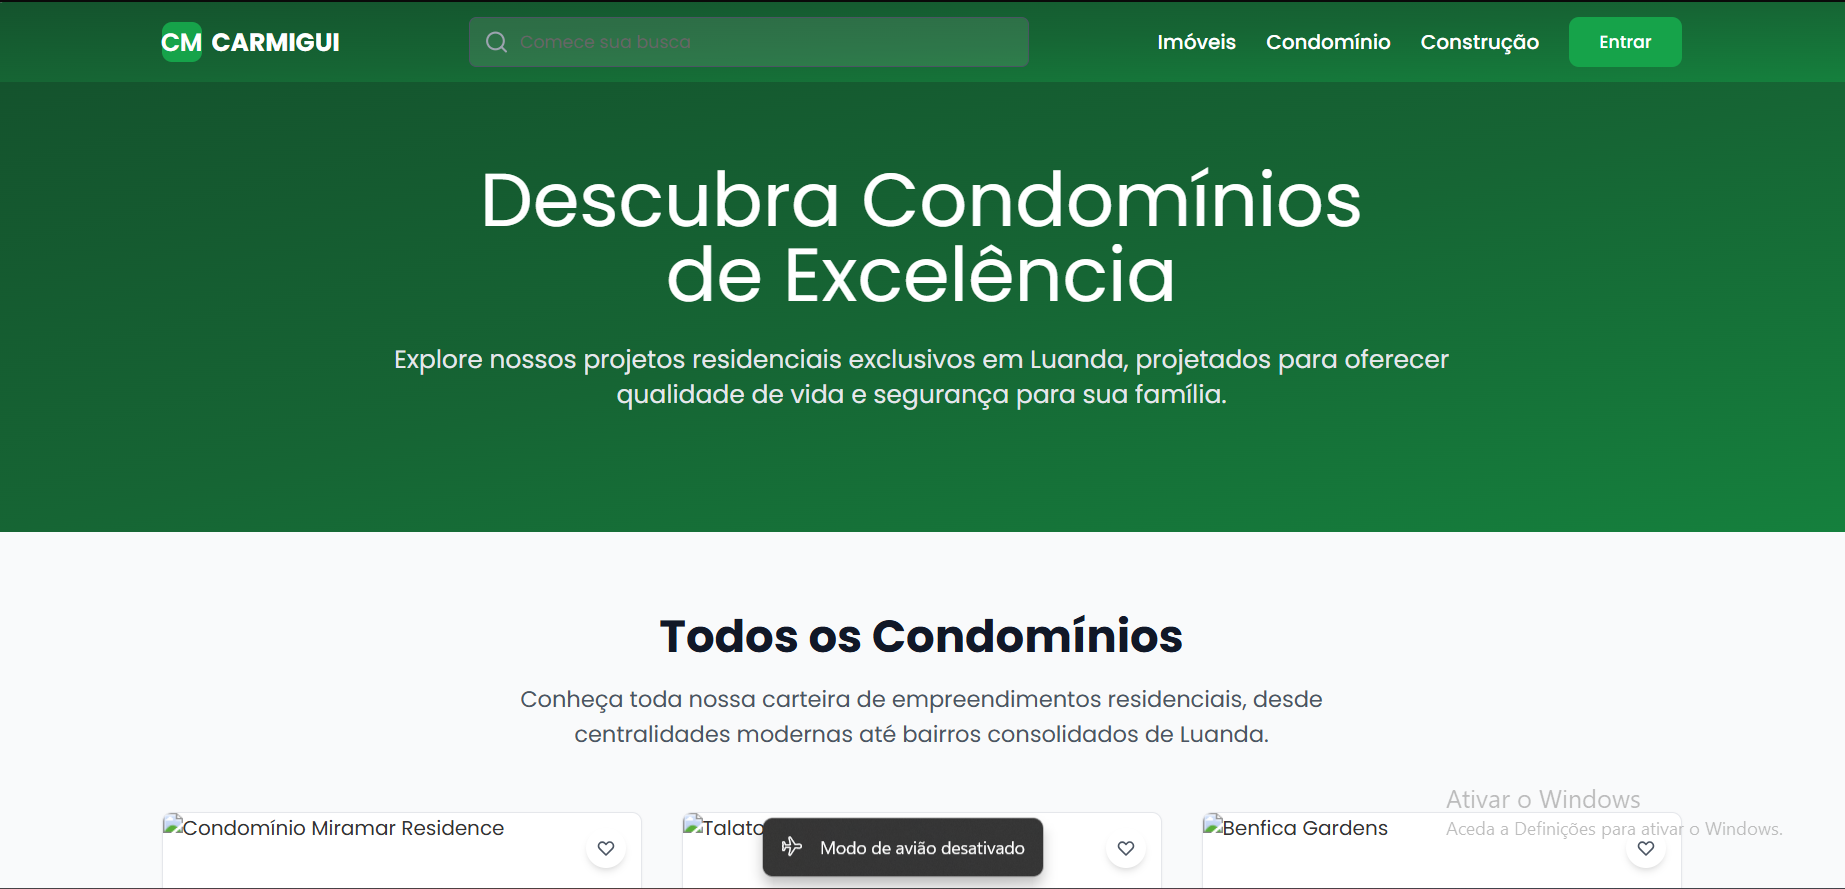 CM CARMIGUI
Comece sua busca
Imóveis Condomínio Construção Entrar
Descubra Condomínios
de Excelência
Explore nossos projetos residenciais exclusivos em Luanda, projetados para oferecer
qualidade de vida e segurança para sua família.
Todos os Condomínios
Conheça toda nossa carteira de empreendimentos residenciais, desde
centralidades modernas até bairros consolidados de Luanda.
Condomínio Miramar Residence
Benfica Gardens
Modo de avião desativado
Ativar o Windows
Aceda a Definições para ativar o Windows.